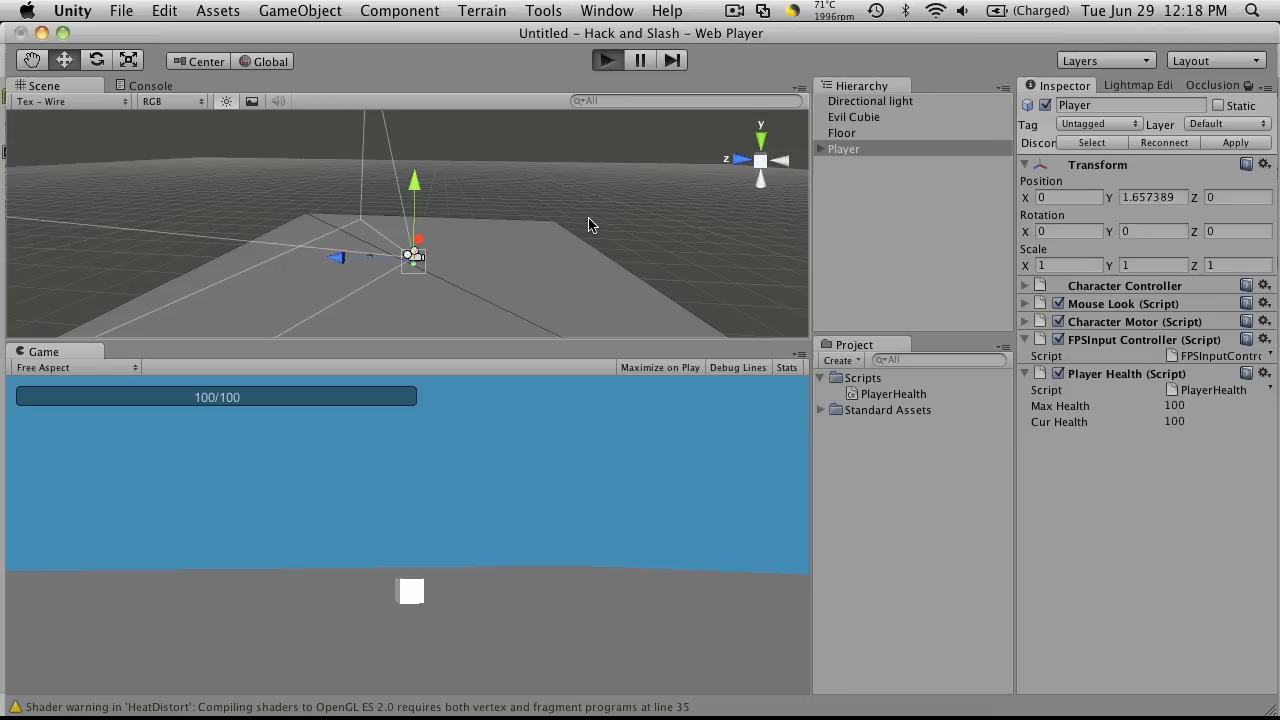 Unity File Edit Assets GameObject Component Terrain Tools Window Help 71°C 1996rpm (Charged) Tue Jun 29 12:18 PM
Untitled – Hack and Slash – Web Player
Center Global Layers Layout
Scene Console
Tex – Wire RGB All
y
z
Hierarchy
Directional light
Evil Cubie
Floor
Player
Inspector Lightmap Edi Occlusion
Player Static
Tag Untagged Layer Default
Discor Select Reconnect Apply
Transform
Position
X 0 Y 1.657389 Z 0
Rotation
X 0 Y 0 Z 0
Scale
X 1 Y 1 Z 1
Character Controller
Mouse Look (Script)
Character Motor (Script)
FPSInput Controller (Script)
Script FPSInputContr
Player Health (Script)
Script PlayerHealth
Max Health 100
Cur Health 100
Project
Create All
Scripts
PlayerHealth
Standard Assets
Game
Free Aspect Maximize on Play Debug Lines Stats
100/100
Shader warning in 'HeatDistort': Compiling shaders to OpenGL ES 2.0 requires both vertex and fragment programs at line 35